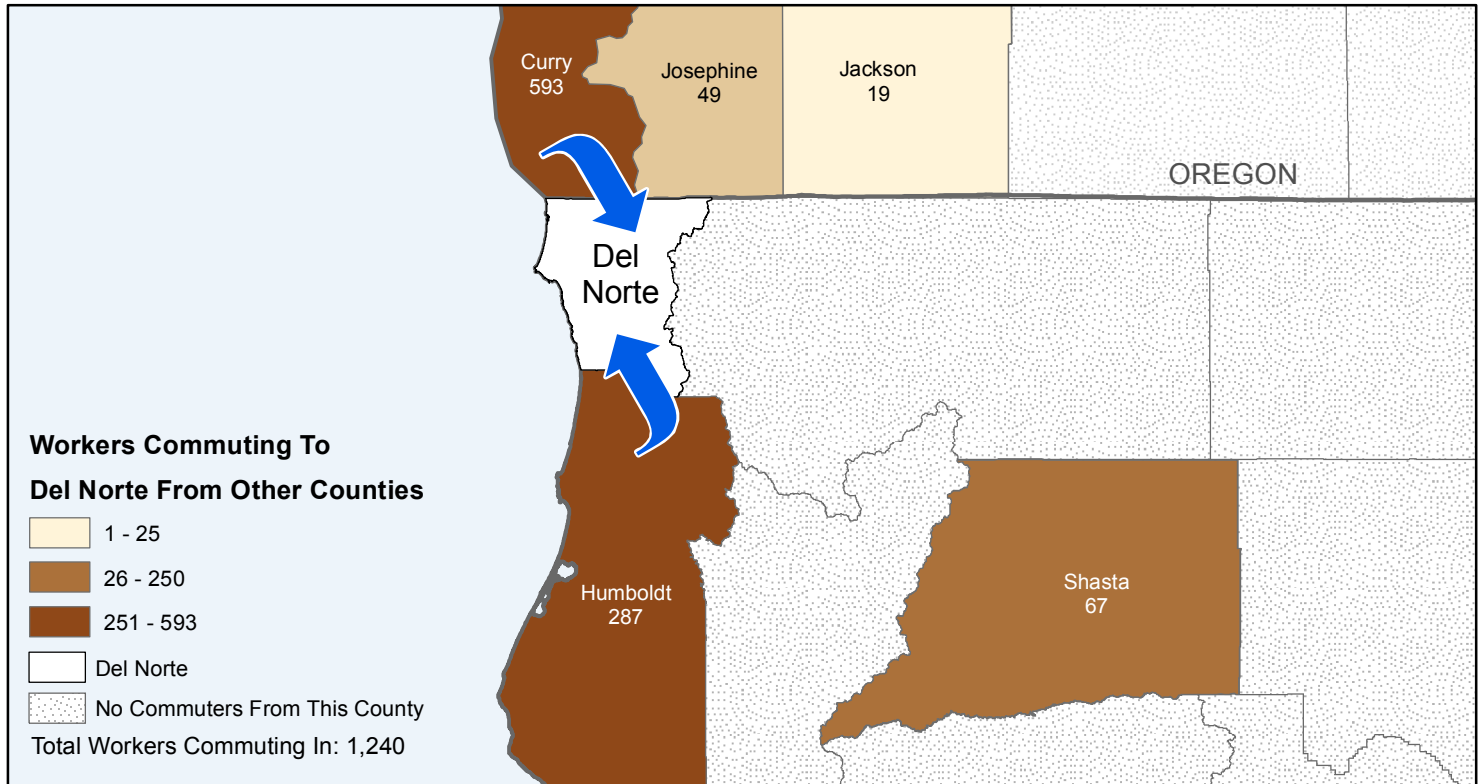 Curry
593
Josephine
49
Jackson
19
OREGON
Del
Norte
Humboldt
287
Shasta
67
Workers Commuting To
Del Norte From Other Counties
1 - 25
26 - 250
251 - 593
Del Norte
No Commuters From This County
Total Workers Commuting In: 1,240